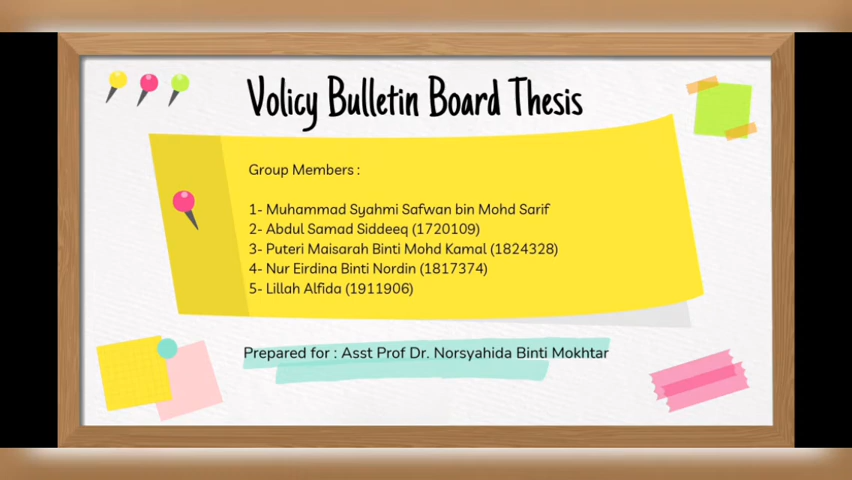 Volicy Bulletin Board Thesis
Group Members :
1- Muhammad Syahmi Safwan bin Mohd Sarif
2- Abdul Samad Siddeeq (1720109)
3- Puteri Maisarah Binti Mohd Kamal (1824328)
4- Nur Eirdina Binti Nordin (1817374)
5- Lillah Alfida (1911906)
Prepared for : Asst Prof Dr. Norsyahida Binti Mokhtar